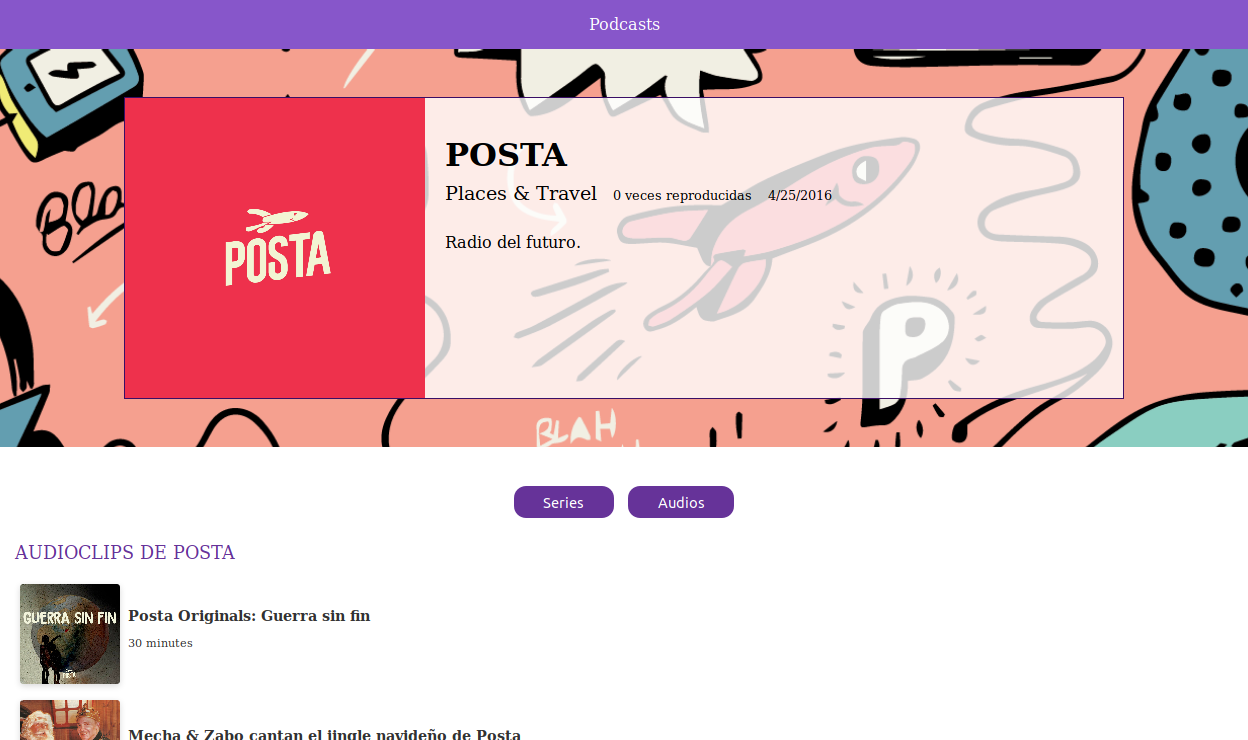 Podcasts
POSTA
POSTA
Places & Travel 0 veces reproducidas 4/25/2016
Radio del futuro.
P
BLAH
Series Audios
AUDIOCLIPS DE POSTA
GUERRA SIN FIN
Posta Originals: Guerra sin fin
30 minutes
Mecha & Zabo cantan el jingle navideño de Posta